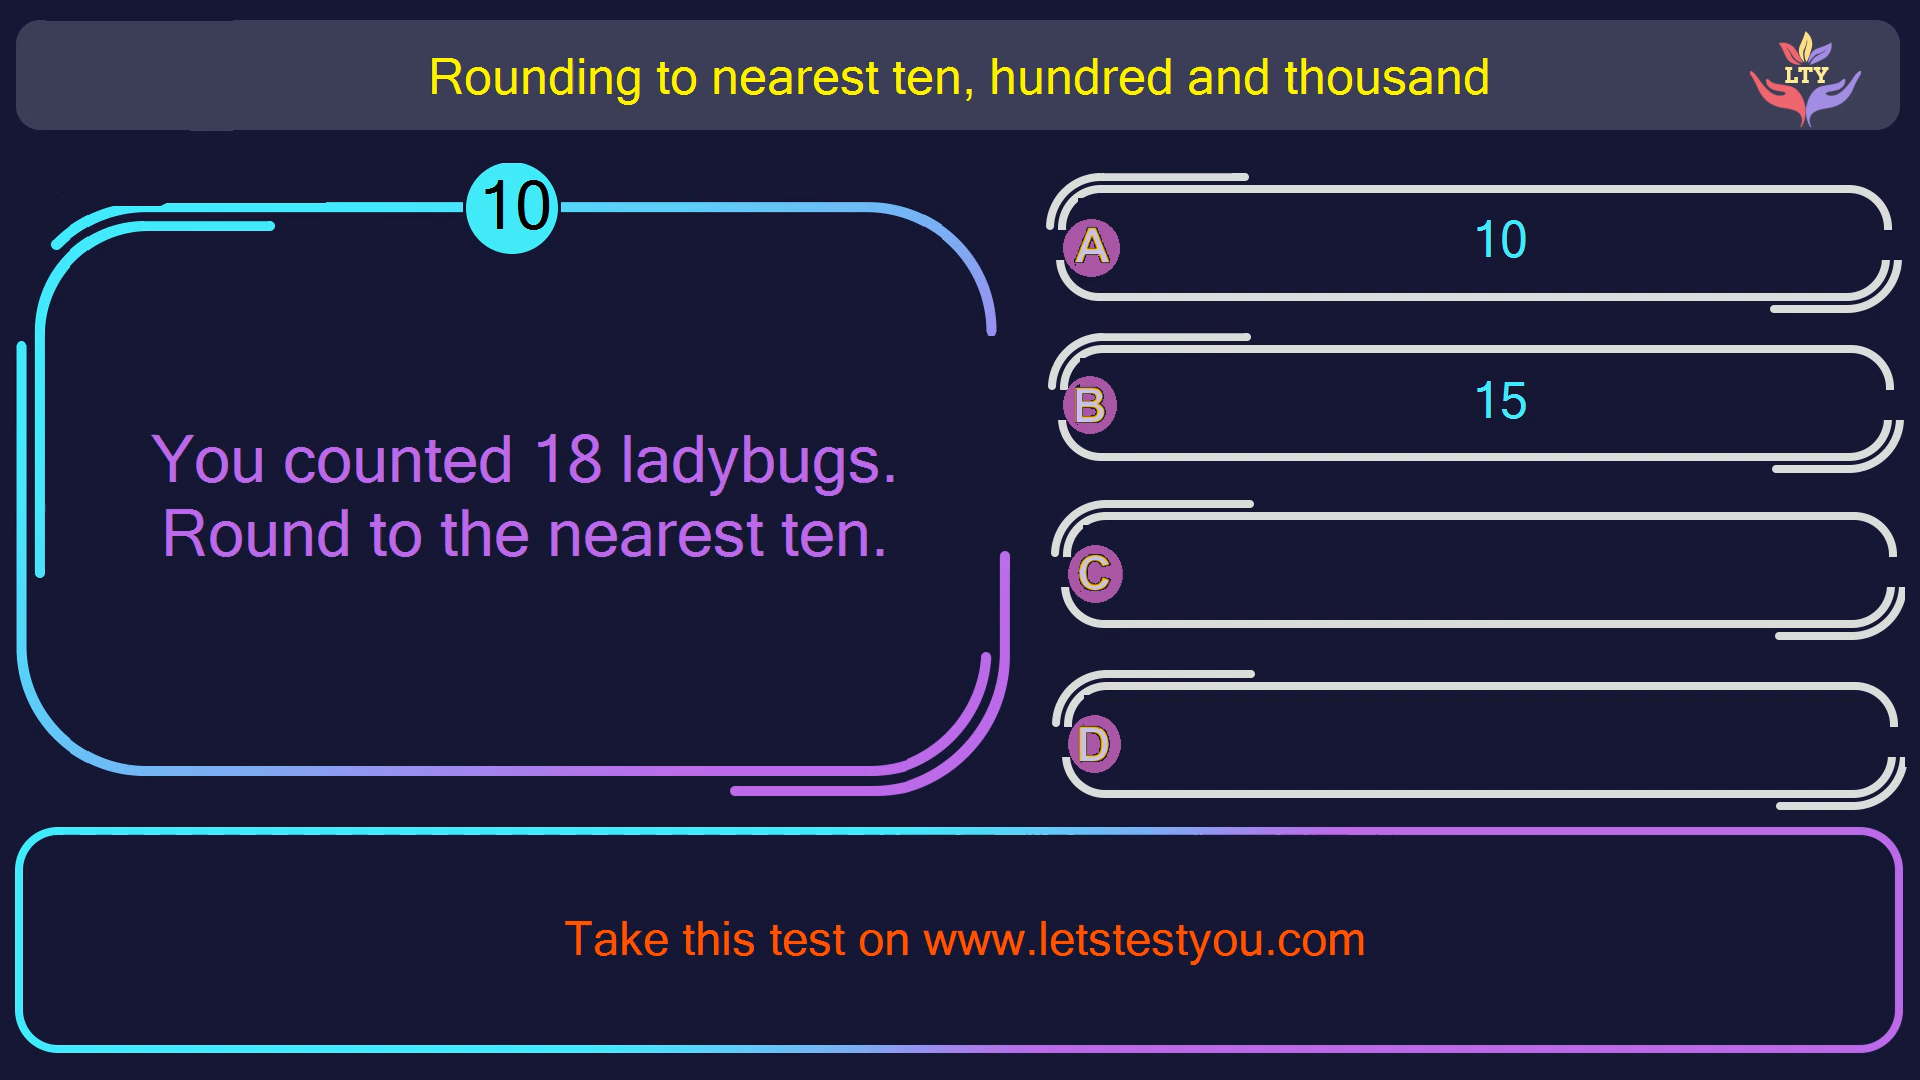 Rounding to nearest ten, hundred and thousand
LTY
10
You counted 18 ladybugs.
Round to the nearest ten.
A
10
B
15
C
D
Take this test on www.letstestyou.com